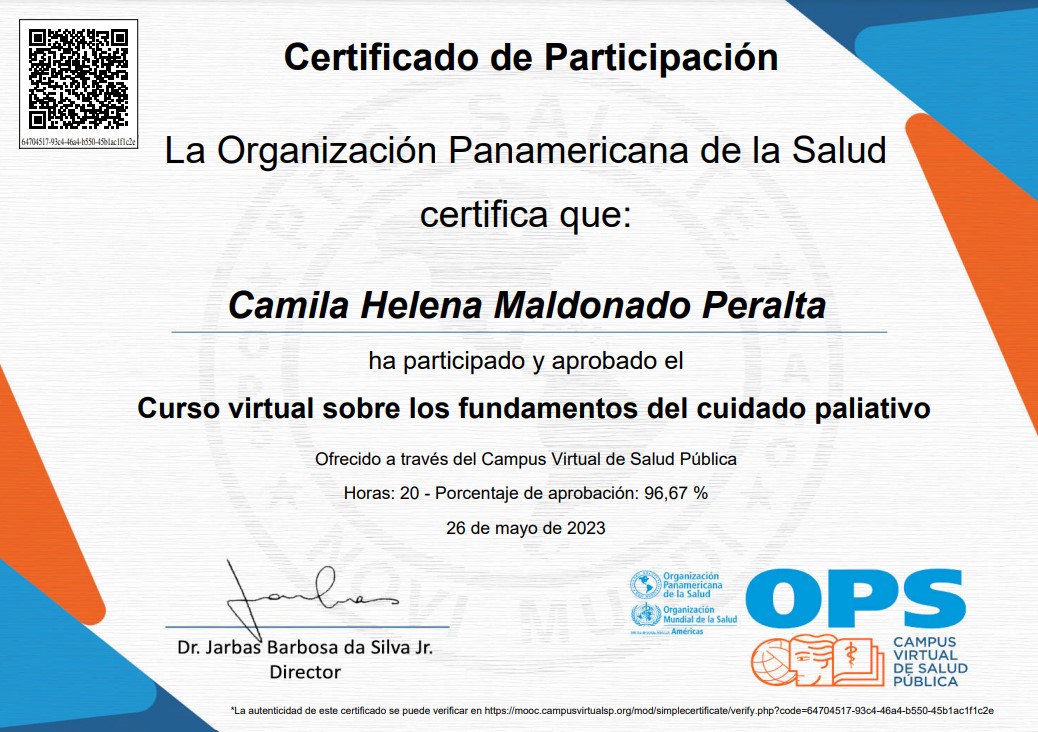 Certificado de Participación
64704517-93c4-46a4-b550-45b1ac1f1c2e
La Organización Panamericana de la Salud
certifica que:
Camila Helena Maldonado Peralta
ha participado y aprobado el
Curso virtual sobre los fundamentos del cuidado paliativo
Ofrecido a través del Campus Virtual de Salud Pública
Horas: 20 - Porcentaje de aprobación: 96,67 %
26 de mayo de 2023
Dr. Jarbas Barbosa da Silva Jr.
Director
Organización
Panamericana
de la Salud
Organización
Mundial de la Salud
Américas
OPS
CAMPUS
VIRTUAL
DE SALUD
PÚBLICA
*La autenticidad de este certificado se puede verificar en https://mooc.campusvirtualsp.org/mod/simplecertificate/verify.php?code=64704517-93c4-46a4-b550-45b1ac1f1c2e